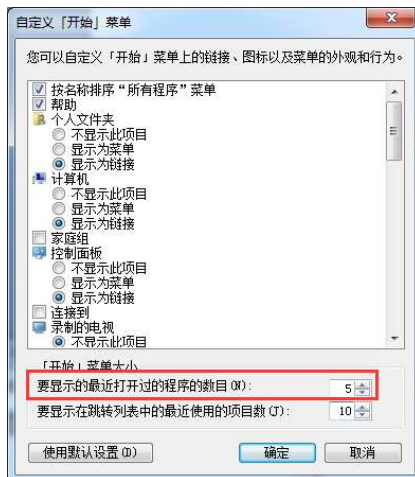 自定义「开始」菜单
您可以自定义「开始」菜单上的链接、图标以及菜单的外观和行为。
按名称排序“所有程序”菜单
帮助
个人文件夹
不显示此项目
显示为菜单
显示为链接
计算机
不显示此项目
显示为菜单
显示为链接
家庭组
控制面板
不显示此项目
显示为菜单
显示为链接
连接到
录制的电视
不显示此项目
「开始」菜单大小
要显示的最近打开过的程序的数目(N): 5
要显示在跳转列表中的最近使用的项目数(J): 10
使用默认设置(D) 确定 取消